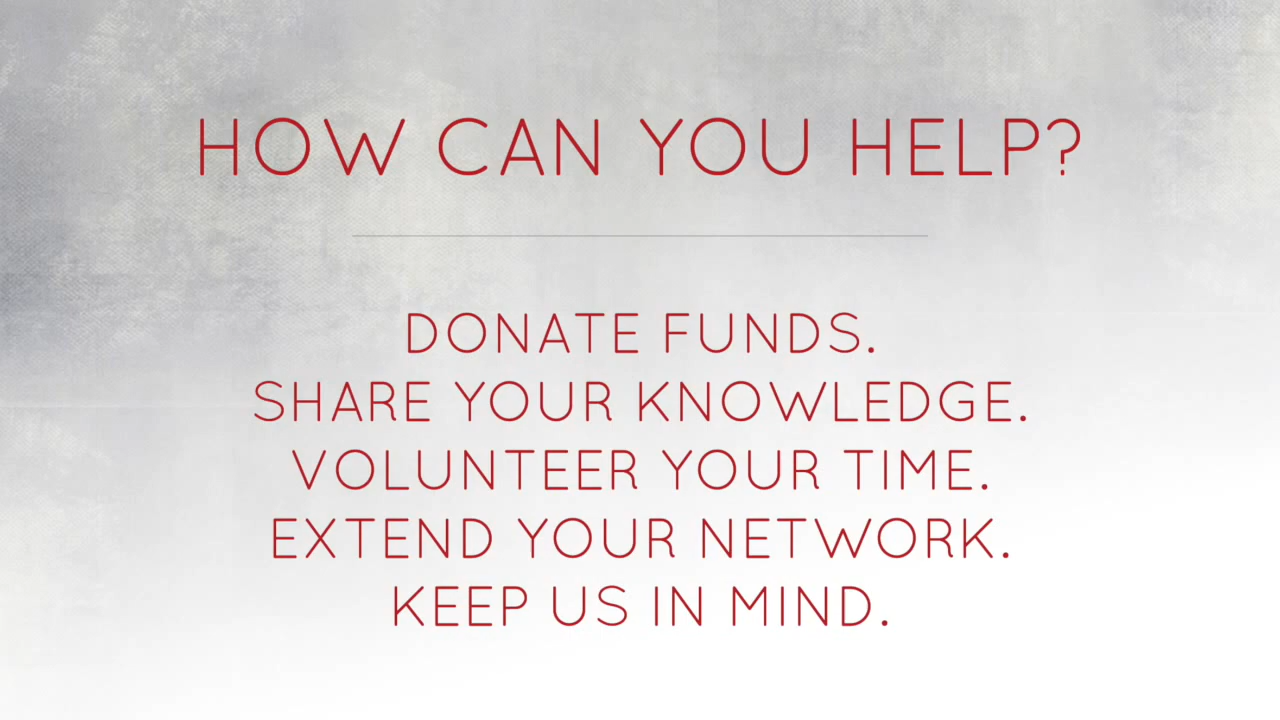 HOW CAN YOU HELP?
DONATE FUNDS.
SHARE YOUR KNOWLEDGE.
VOLUNTEER YOUR TIME.
EXTEND YOUR NETWORK.
KEEP US IN MIND.